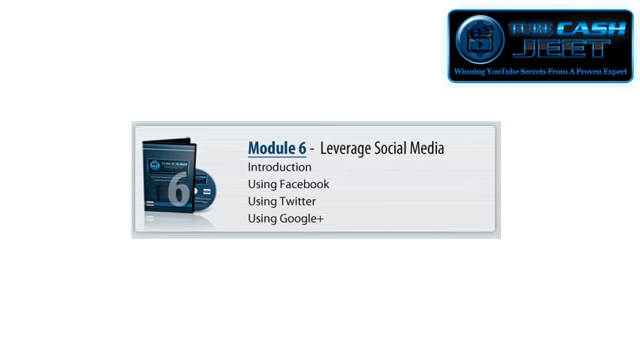 TUBE CASH
JEET
Winning YouTube Secrets From A Proven Expert
Module 6 - Leverage Social Media
Introduction
Using Facebook
Using Twitter
Using Google+
6